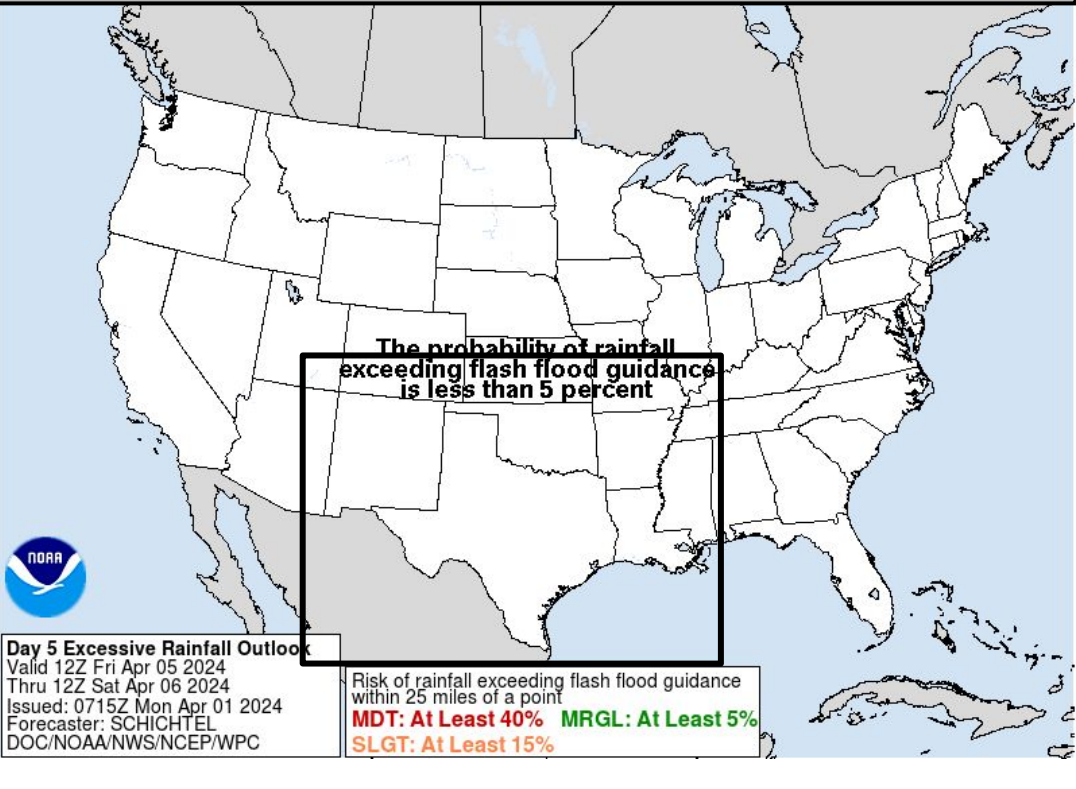 The probability of rainfall
exceeding flash flood guidance
is less than 5 percent
NOAA
Day 5 Excessive Rainfall Outlook
Valid 12Z Fri Apr 05 2024
Thru 12Z Sat Apr 06 2024
Issued: 0715Z Mon Apr 01 2024
Forecaster: SCHICHTEL
DOC/NOAA/NWS/NCEP/WPC
Risk of rainfall exceeding flash flood guidance
within 25 miles of a point
MDT: At Least 40% MRGL: At Least 5%
SLGT: At Least 15%